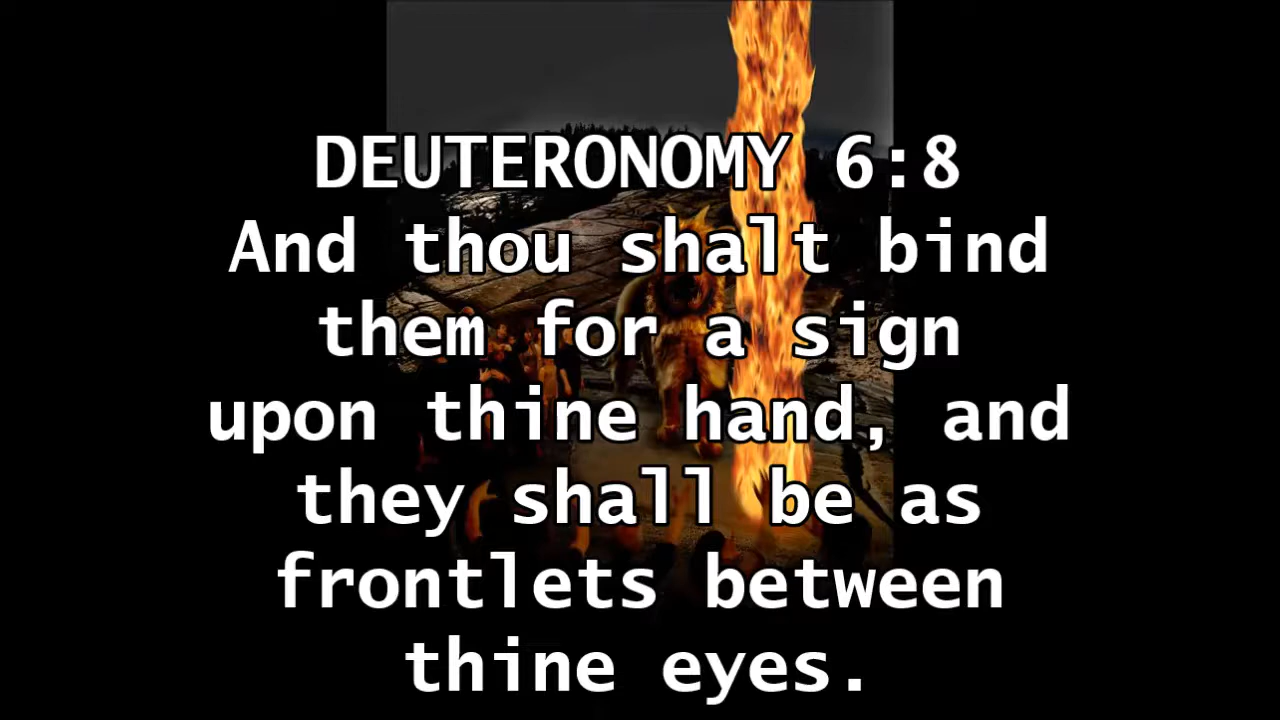 DEUTERONOMY 6:8
And thou shalt bind
them for a sign
upon thine hand, and
they shall be as
frontlets between
thine eyes.